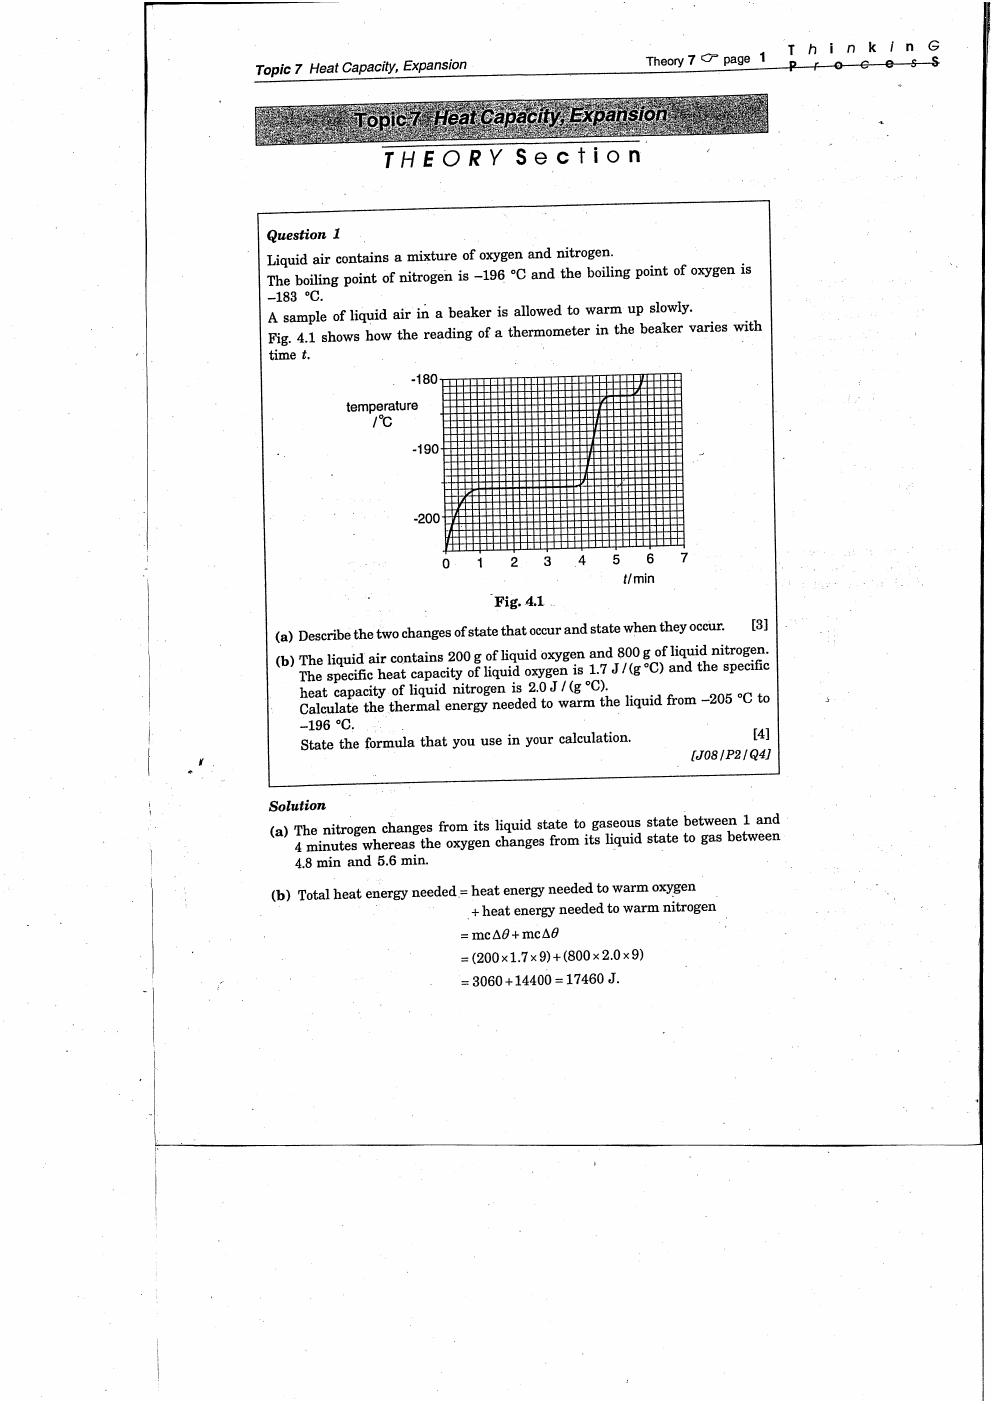 Topic 7 Heat Capacity, Expansion
Theory 7 ☞ page 1
ThinkinG
ProcesS
Topic 7 Heat Capacity, Expansion
THEORY Section
Question 1
Liquid air contains a mixture of oxygen and nitrogen.
The boiling point of nitrogen is –196 °C and the boiling point of oxygen is
–183 °C.
A sample of liquid air in a beaker is allowed to warm up slowly.
Fig. 4.1 shows how the reading of a thermometer in the beaker varies with
time t.
-180
temperature
/°C
-190
-200
0 1 2 3 4 5 6 7
t/min
Fig. 4.1
(a) Describe the two changes of state that occur and state when they occur. [3]
(b) The liquid air contains 200 g of liquid oxygen and 800 g of liquid nitrogen.
The specific heat capacity of liquid oxygen is 1.7 J / (g °C) and the specific
heat capacity of liquid nitrogen is 2.0 J / (g °C).
Calculate the thermal energy needed to warm the liquid from –205 °C to
–196 °C.
State the formula that you use in your calculation. [4]
[J08/P2/Q4]
Solution
(a) The nitrogen changes from its liquid state to gaseous state between 1 and
4 minutes whereas the oxygen changes from its liquid state to gas between
4.8 min and 5.6 min.
(b) Total heat energy needed = heat energy needed to warm oxygen
+ heat energy needed to warm nitrogen
= mcΔθ + mcΔθ
= (200 × 1.7 × 9) + (800 × 2.0 × 9)
= 3060 + 14400 = 17460 J.